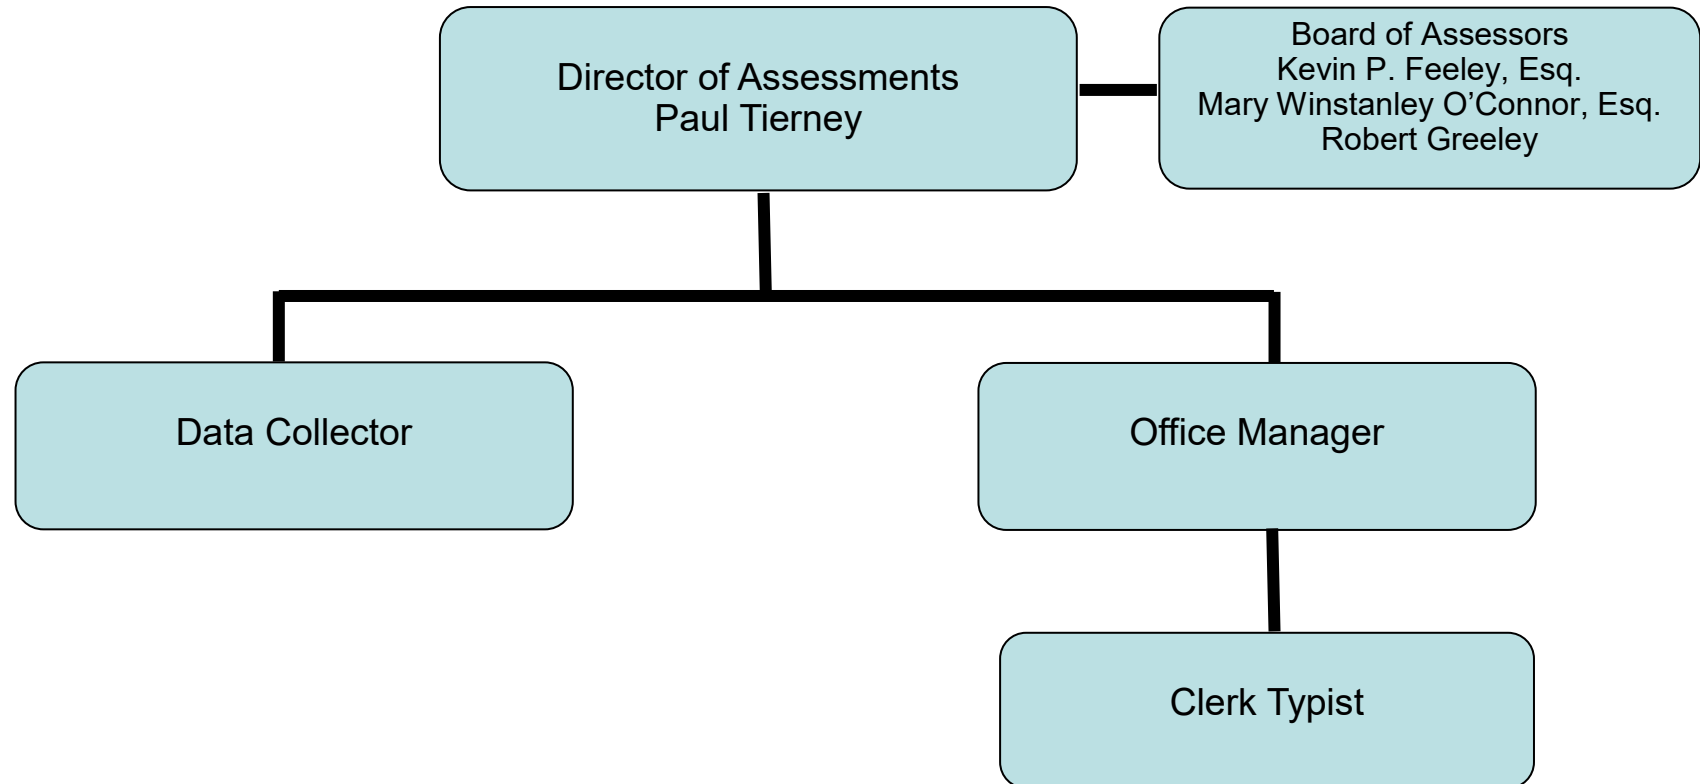 Director of Assessments
Paul Tierney
Board of Assessors
Kevin P. Feeley, Esq.
Mary Winstanley O’Connor, Esq.
Robert Greeley
Data Collector
Office Manager
Clerk Typist